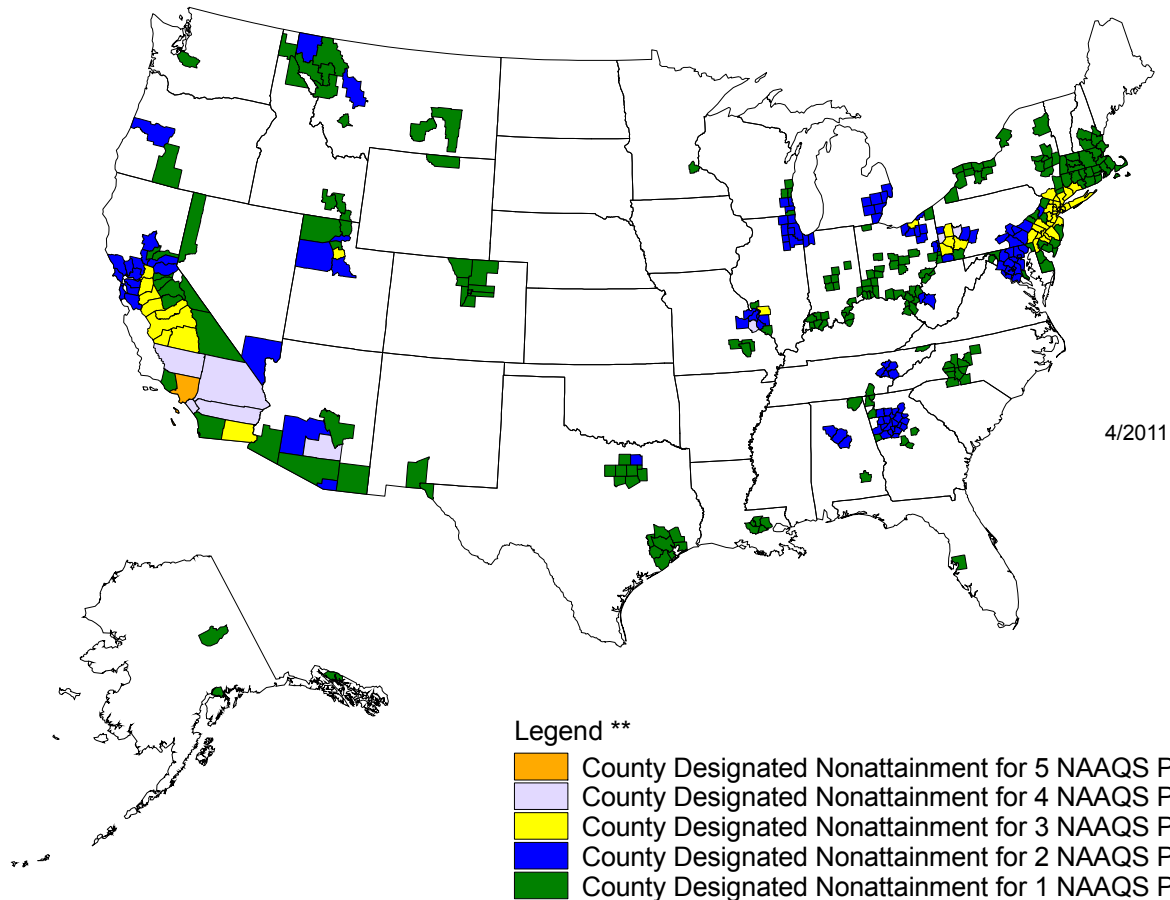 4/2011
Legend **
County Designated Nonattainment for 5 NAAQS P
County Designated Nonattainment for 4 NAAQS P
County Designated Nonattainment for 3 NAAQS P
County Designated Nonattainment for 2 NAAQS P
County Designated Nonattainment for 1 NAAQS P